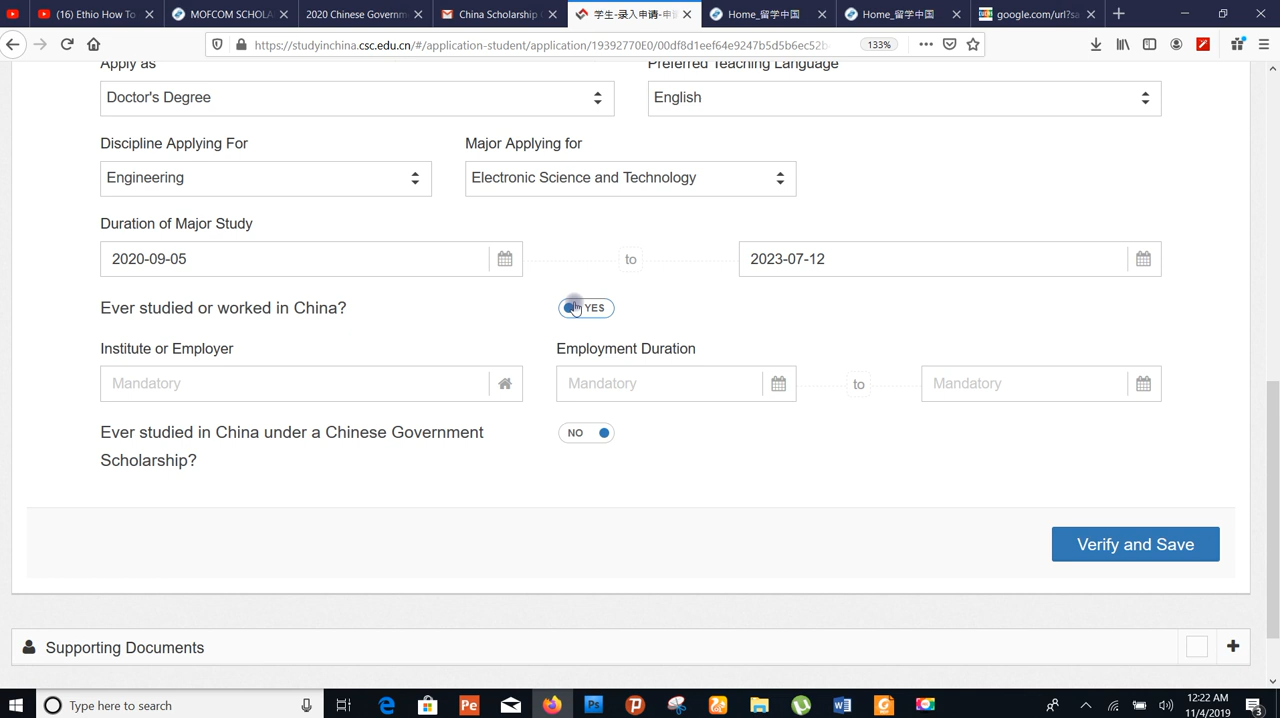 (16) Ethio How To
MOFCOM SCHOLA
2020 Chinese Governm
China Scholarship C
学生-录入申请-申
Home_留学中国
Home_留学中国
google.com/url?sa
https://studyinchina.csc.edu.cn/#/application-student/application/19392770E0/00df8d1eef64e9247b5d5b6ec52b
133%
Apply as
Preferred Teaching Language
Doctor's Degree
English
Discipline Applying For
Major Applying for
Engineering
Electronic Science and Technology
Duration of Major Study
2020-09-05
to
2023-07-12
Ever studied or worked in China?
YES
Institute or Employer
Employment Duration
Mandatory
Mandatory
to
Mandatory
Ever studied in China under a Chinese Government
Scholarship?
NO
Verify and Save
Supporting Documents
Type here to search
Pe
Ps
12:22 AM
11/4/2019
3